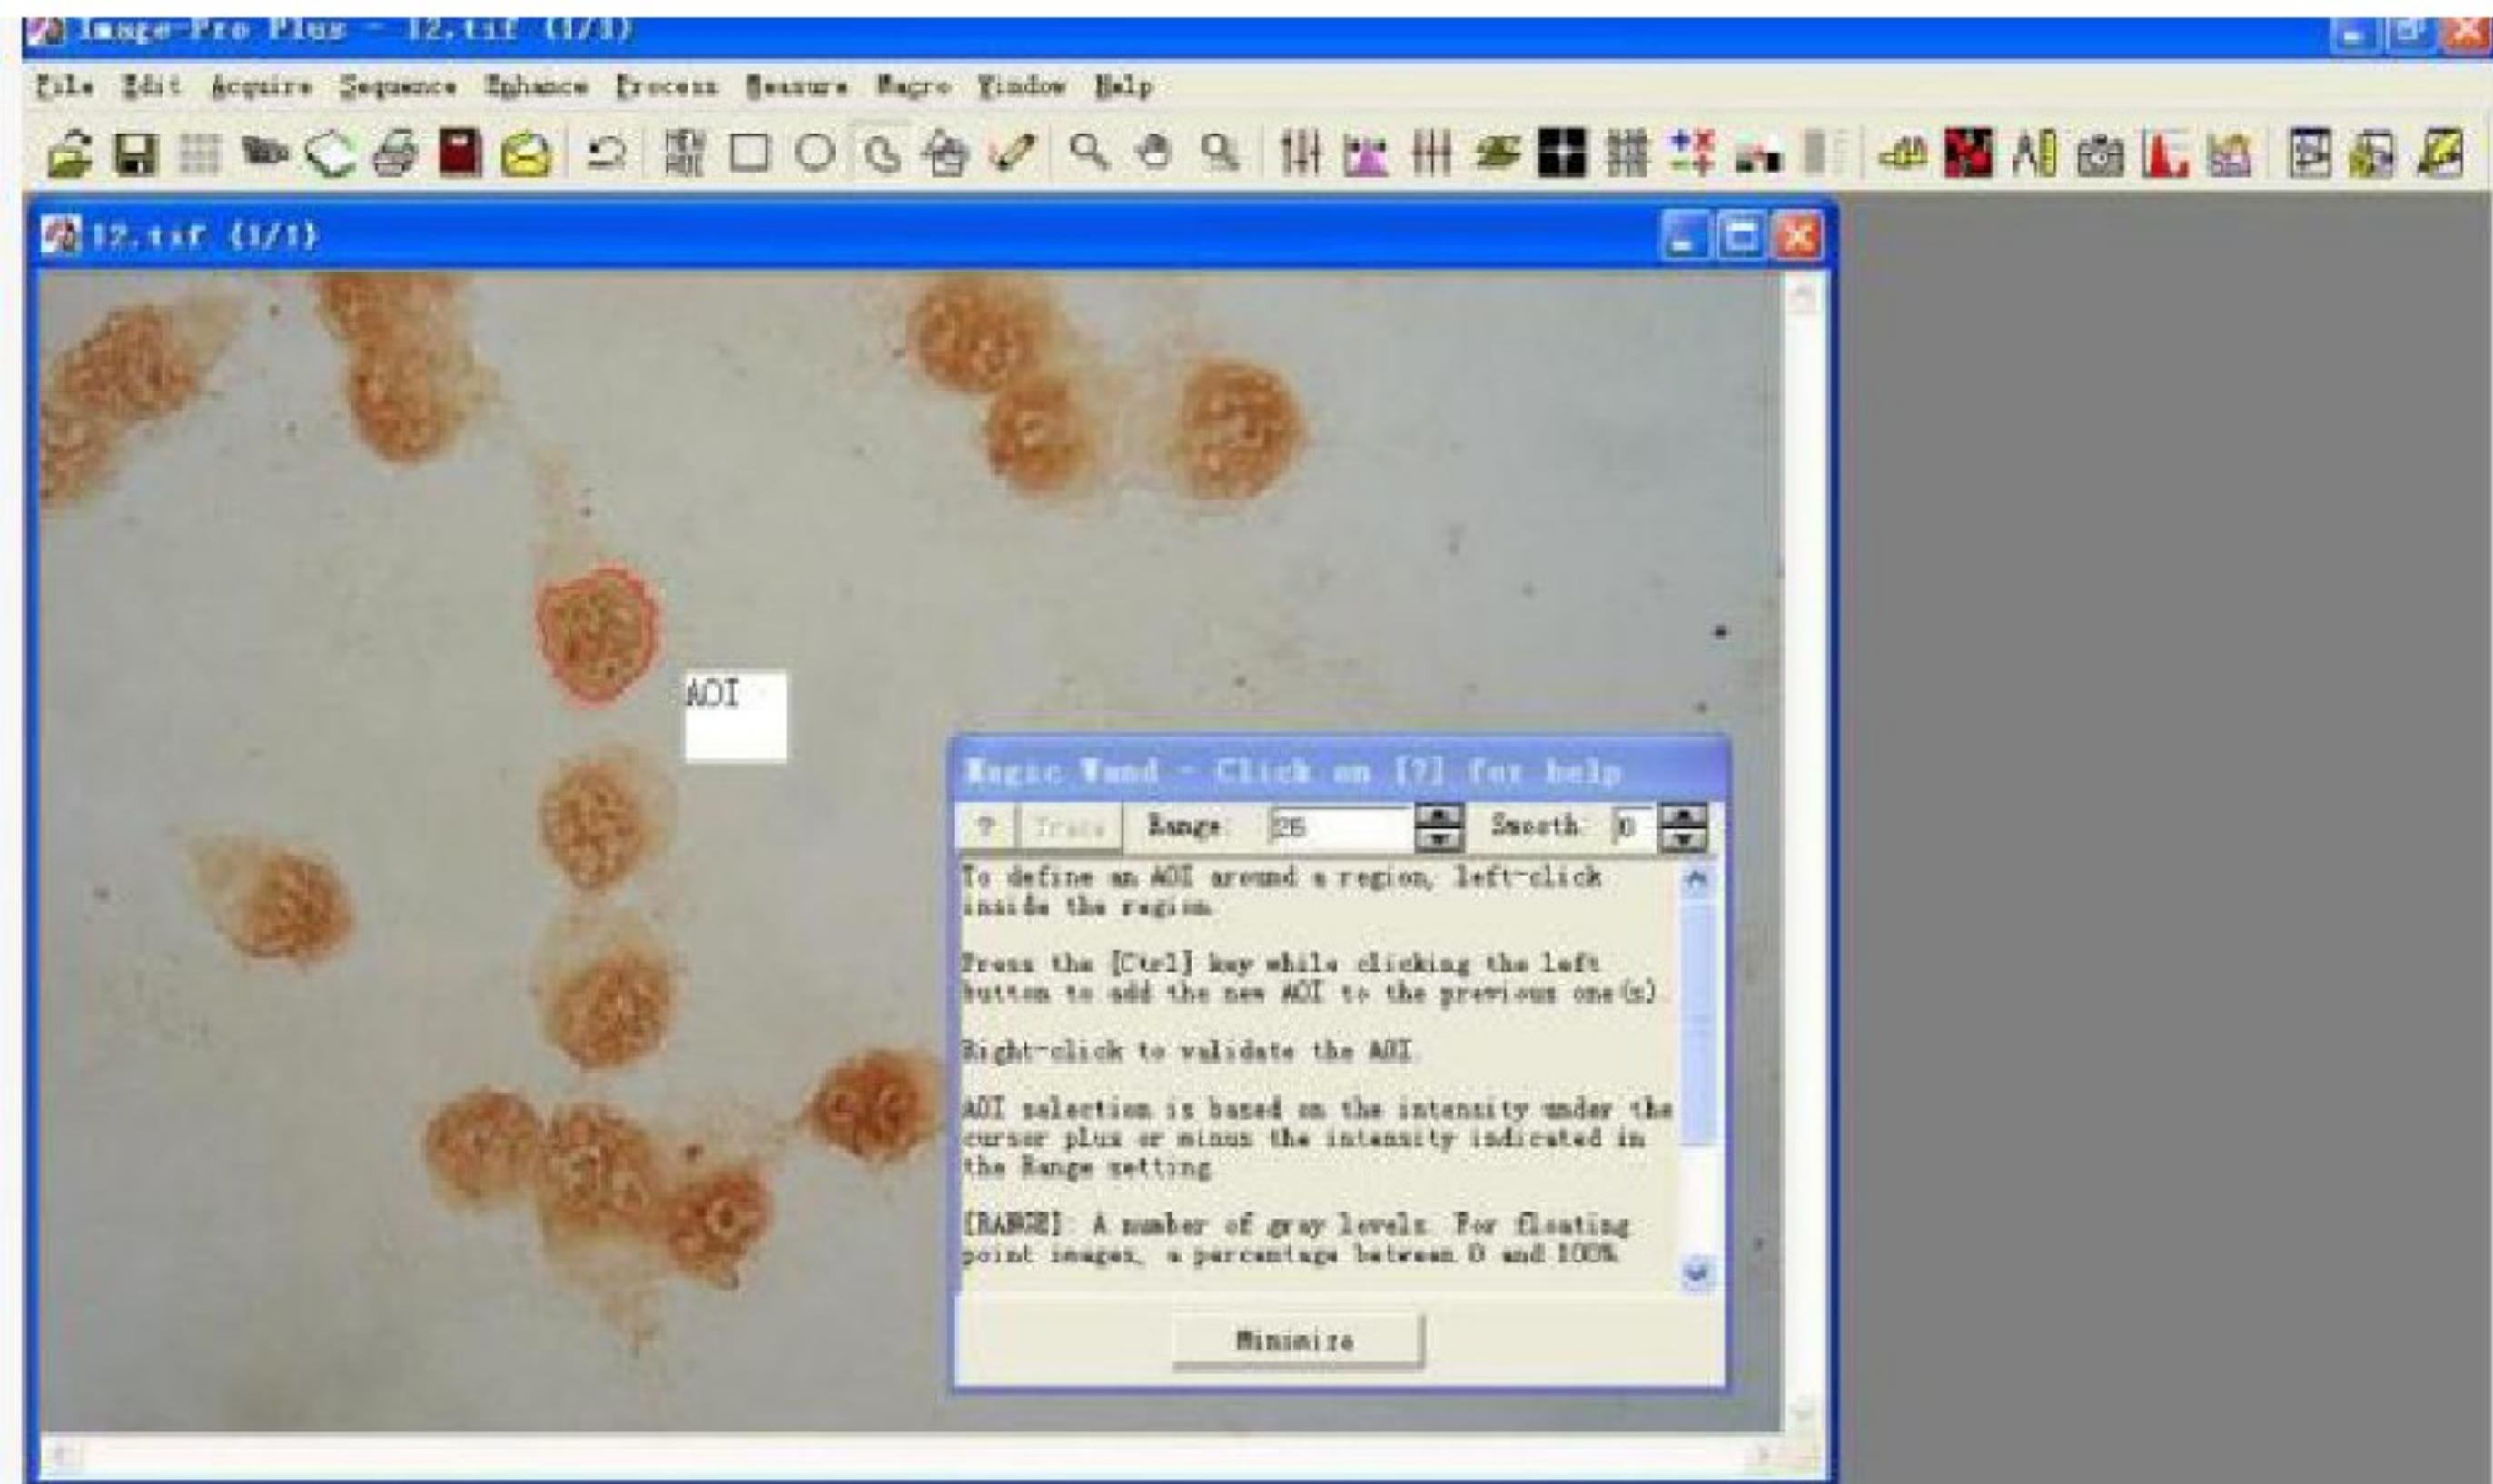 Image-Pro Plus - 12.tif (1/1)
File Edit Acquire Sequence Enhance Process Measure Macro Window Help
NEW AOI
12.tif (1/1)
AOI
Magic Wand - Click on [?] for help
? Trace Range: 26 Smooth: 0
To define an AOI around a region, left-click
inside the region.
Press the [Ctrl] key while clicking the left
button to add the new AOI to the previous one(s).
Right-click to validate the AOI.
AOI selection is based on the intensity under the
cursor plus or minus the intensity indicated in
the Range setting.
[RANGE]: A number of gray levels. For floating
point images, a percentage between 0 and 100%
Minimize